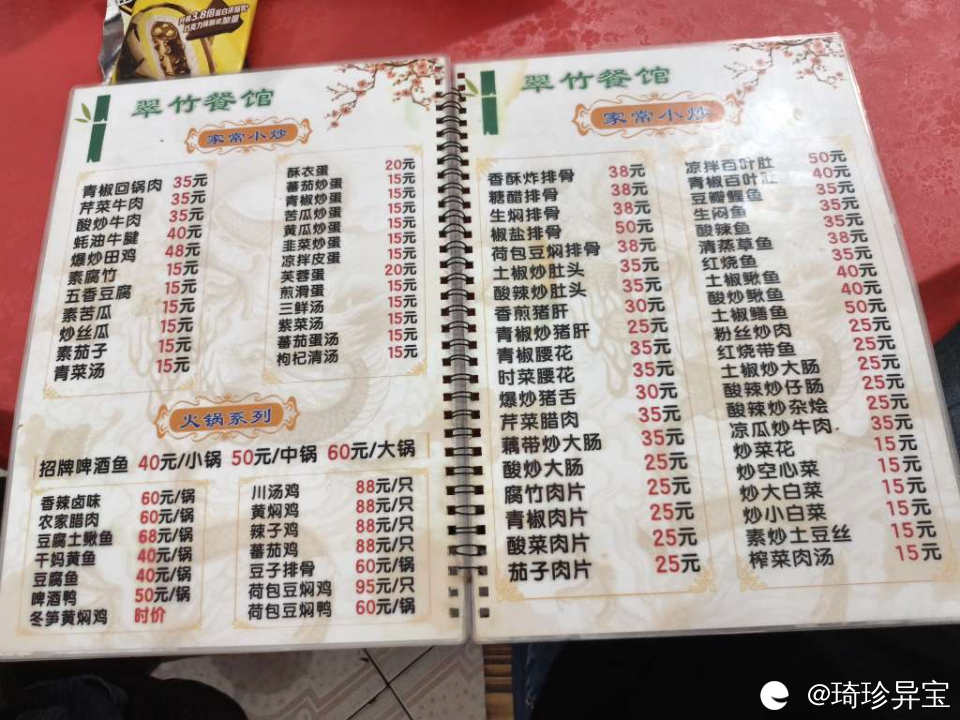 翠竹餐馆
家常小炒
青椒回锅肉 35元
芹菜牛肉 35元
酸炒牛肉 35元
蚝油牛腱 40元
爆炒田鸡 48元
素腐竹 15元
五香豆腐 15元
素苦瓜 15元
炒丝瓜 15元
素茄子 15元
青菜汤 15元
酥衣蛋 20元
蕃茄炒蛋 15元
青椒炒蛋 15元
苦瓜炒蛋 15元
黄瓜炒蛋 15元
韭菜炒蛋 15元
凉拌皮蛋 15元
芙蓉蛋 20元
煎滑蛋 15元
三鲜汤 15元
紫菜汤 15元
蕃茄蛋汤 15元
枸杞清汤 15元
火锅系列
招牌啤酒鱼 40元/小锅 50元/中锅 60元/大锅
香辣卤味 60元/锅
农家腊肉 60元/锅
豆腐土鳅鱼 68元/锅
干妈黄鱼 40元/锅
豆腐鱼 40元/锅
啤酒鸭 50元/锅
冬笋黄焖鸡 时价
川汤鸡 88元/只
黄焖鸡 88元/只
辣子鸡 88元/只
蕃茄鸡 88元/只
豆子排骨 60元/锅
荷包豆焖鸡 95元/只
荷包豆焖鸭 60元/锅
翠竹餐馆
家常小炒
香酥炸排骨 38元
糖醋排骨 38元
生焖排骨 38元
椒盐排骨 50元
荷包豆焖排骨 38元
土椒炒肚头 35元
酸辣炒肚头 35元
香煎猪肝 30元
青椒炒猪肝 25元
青椒腰花 35元
时菜腰花 35元
爆炒猪舌 30元
芹菜腊肉 35元
藕带炒大肠 35元
酸炒大肠 25元
腐竹肉片 25元
青椒肉片 25元
酸菜肉片 25元
茄子肉片 25元
凉拌百叶肚 50元
青椒百叶肚 40元
豆瓣鲤鱼 35元
生焖鱼 35元
酸辣鱼 35元
清蒸草鱼 38元
红烧鱼 35元
土椒鳅鱼 40元
酸炒鳅鱼 40元
土椒鳝鱼 50元
粉丝炒肉 25元
红烧带鱼 25元
土椒炒大肠 25元
酸辣炒仔肠 25元
酸辣炒杂烩 25元
凉瓜炒牛肉 35元
炒菜花 15元
炒空心菜 15元
炒大白菜 15元
炒小白菜 15元
素炒土豆丝 15元
榨菜肉汤 15元
@琦珍异宝